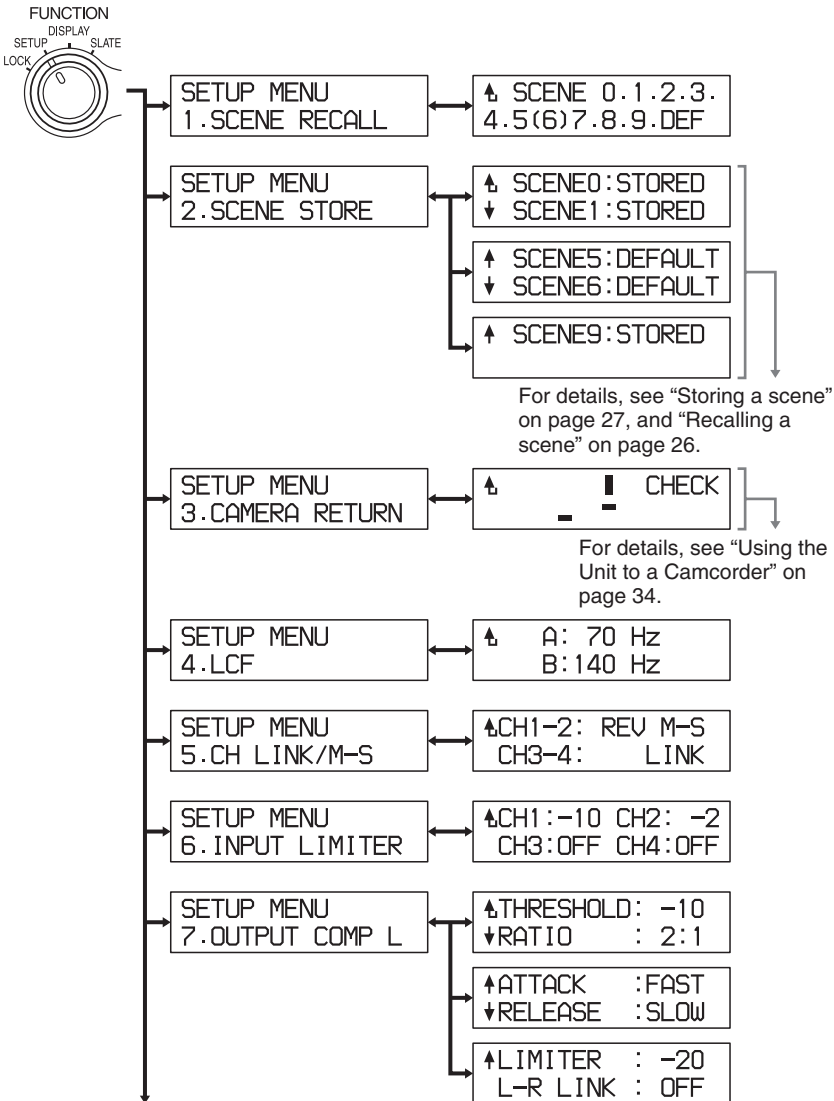 FUNCTION
DISPLAY
SETUP
SLATE
LOCK
SETUP MENU
1.SCENE RECALL
SCENE 0.1.2.3.
4.5(6)7.8.9.DEF
SETUP MENU
2.SCENE STORE
↑ SCENE0:STORED
↓ SCENE1:STORED
↑ SCENE5:DEFAULT
↓ SCENE6:DEFAULT
↑ SCENE9:STORED
For details, see “Storing a scene”
on page 27, and “Recalling a
scene” on page 26.
SETUP MENU
3.CAMERA RETURN
CHECK
For details, see “Using the
Unit to a Camcorder” on
page 34.
SETUP MENU
4.LCF
A: 70 Hz
B:140 Hz
SETUP MENU
5.CH LINK/M–S
CH1–2: REV M–S
CH3–4: LINK
SETUP MENU
6.INPUT LIMITER
CH1:–10 CH2: –2
CH3:OFF CH4:OFF
SETUP MENU
7.OUTPUT COMP L
↑THRESHOLD: –10
↓RATIO : 2:1
↑ATTACK :FAST
↓RELEASE :SLOW
↑LIMITER : –20
L–R LINK : OFF